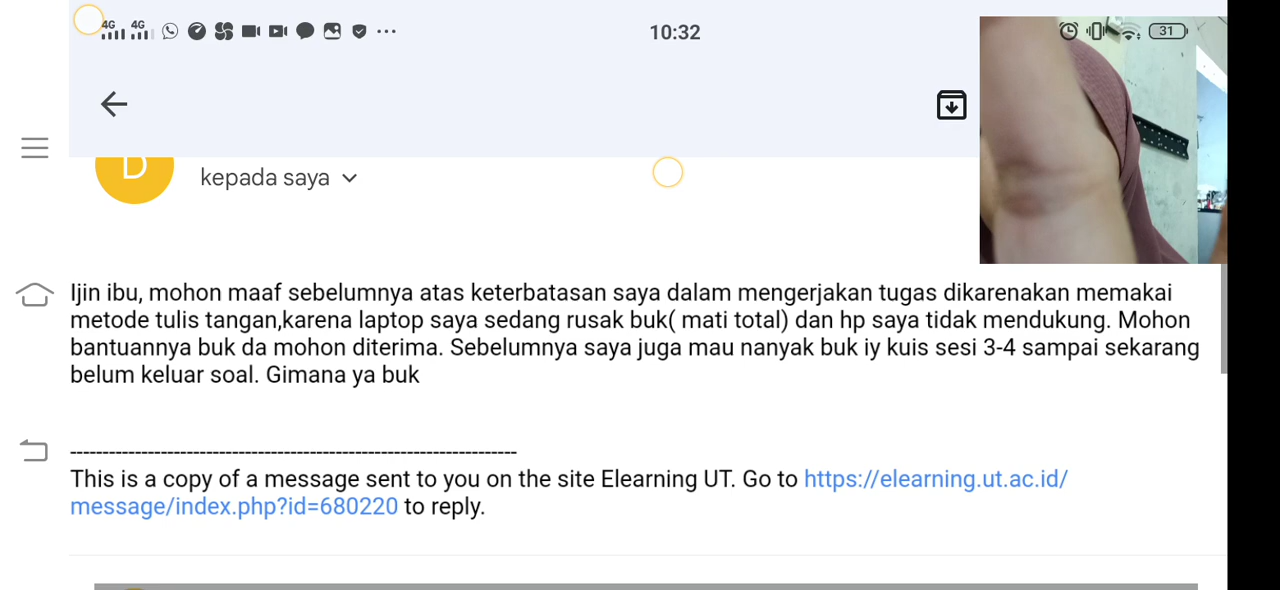 4G 4G 10:32 31
D
kepada saya
Ijin ibu, mohon maaf sebelumnya atas keterbatasan saya dalam mengerjakan tugas dikarenakan memakai
metode tulis tangan,karena laptop saya sedang rusak buk( mati total) dan hp saya tidak mendukung. Mohon
bantuannya buk da mohon diterima. Sebelumnya saya juga mau nanyak buk iy kuis sesi 3-4 sampai sekarang
belum keluar soal. Gimana ya buk
---------------------------------------------------------------------
This is a copy of a message sent to you on the site Elearning UT. Go to https://elearning.ut.ac.id/
message/index.php?id=680220 to reply.